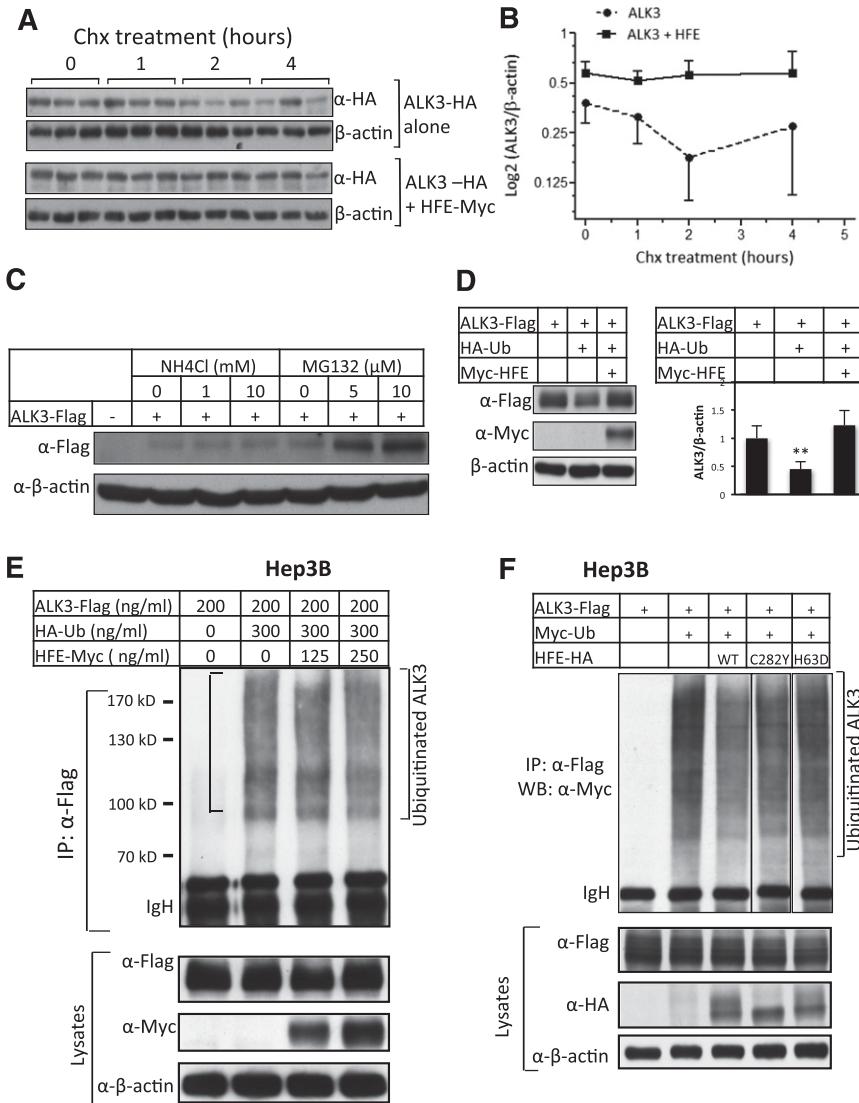 A
Chx treatment (hours)
0 1 2 4
α-HA
β-actin
ALK3-HA
alone
α-HA
β-actin
ALK3 –HA
+ HFE-Myc
B
ALK3
ALK3 + HFE
Log2 (ALK3/β-actin)
1
0.5
0.25
0.125
0 1 2 3 4 5
Chx treatment (hours)
C
NH4Cl (mM) MG132 (µM)
0 1 10 0 5 10
ALK3-Flag - + + + + + +
α-Flag
α-β-actin
D
ALK3-Flag + + +
HA-Ub + +
Myc-HFE +
α-Flag
α-Myc
β-actin
ALK3-Flag + + +
HA-Ub + +
Myc-HFE +
ALK3/β-actin
2
1.5
1
0.5
0
**
E
Hep3B
ALK3-Flag (ng/ml) 200 200 200 200
HA-Ub (ng/ml) 0 300 300 300
HFE-Myc ( ng/ml) 0 0 125 250
IP: α-Flag
170 kD
130 kD
100 kD
70 kD
IgH
Ubiquitinated ALK3
Lysates
α-Flag
α-Myc
α-β-actin
F
Hep3B
ALK3-Flag + + + + +
Myc-Ub + + + +
HFE-HA WT C282Y H63D
IP: α-Flag
WB: α-Myc
IgH
Ubiquitinated ALK3
Lysates
α-Flag
α-HA
α-β-actin